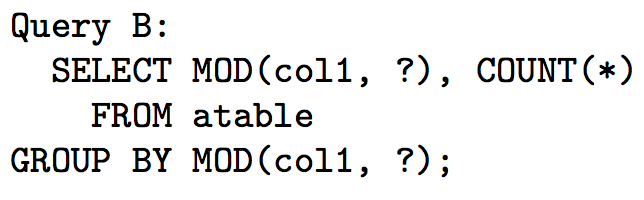 Query B:
  SELECT MOD(col1, ?), COUNT(*)
    FROM atable
GROUP BY MOD(col1, ?);